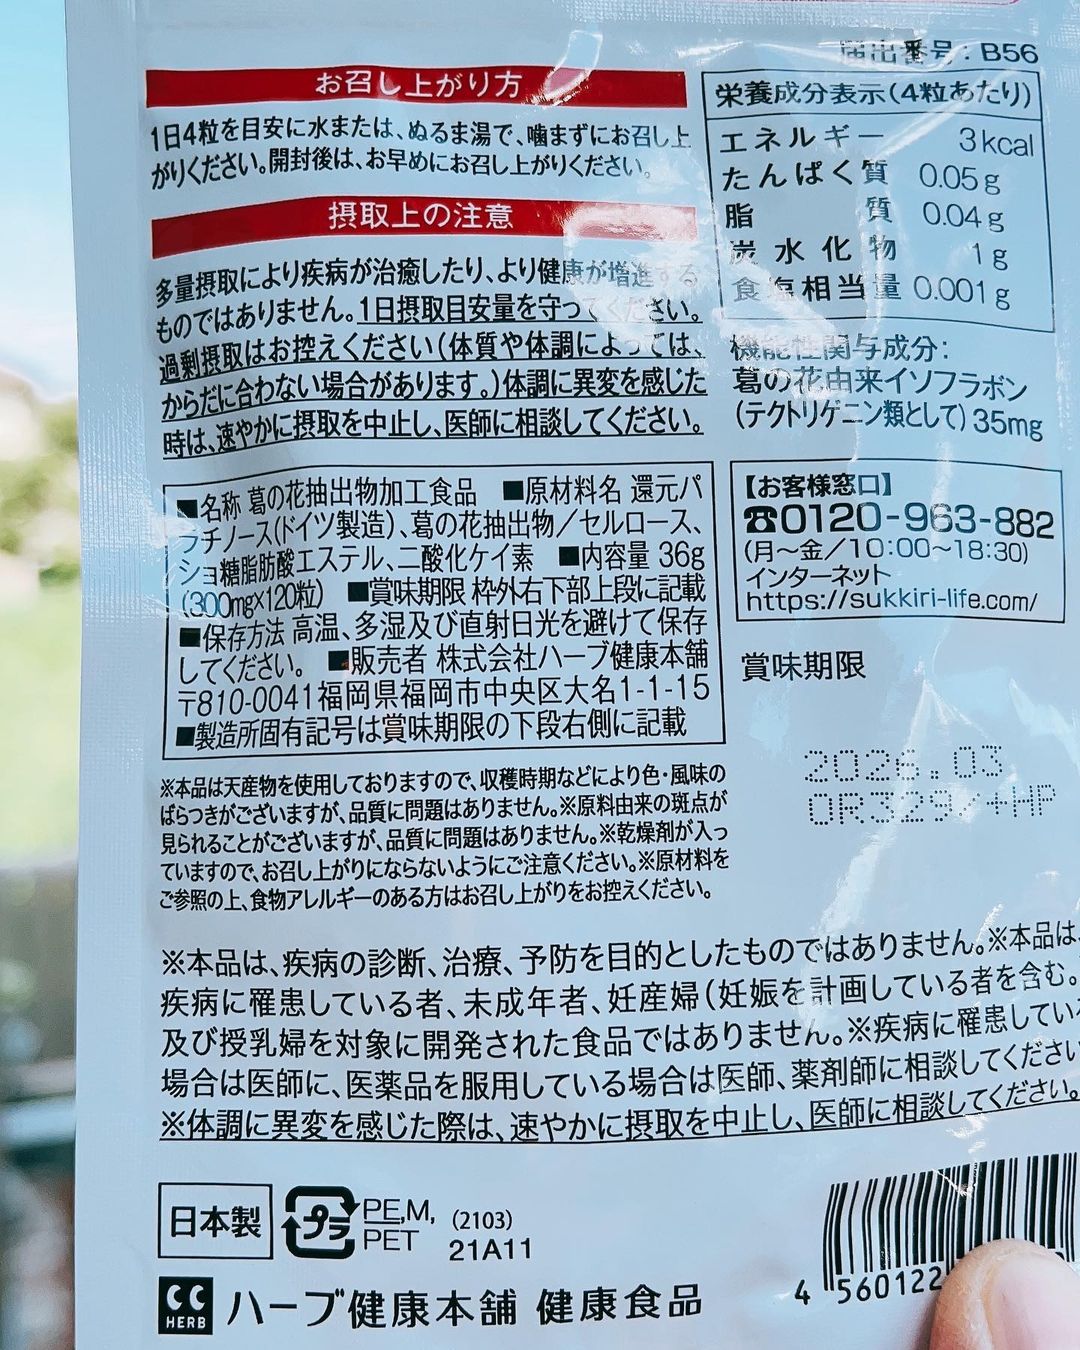 届出番号:B56
お召し上がり方
1日4粒を目安に水または、ぬるま湯で、噛まずにお召し上
がりください。開封後は、お早めにお召し上がりください。
摂取上の注意
多量摂取により疾病が治癒したり、より健康が増進する
ものではありません。1日摂取目安量を守ってください。
過剰摂取はお控えください(体質や体調によっては、
からだに合わない場合があります。)体調に異変を感じた
時は、速やかに摂取を中止し、医師に相談してください。
栄養成分表示(4粒あたり)
エネルギー 3kcal
たんぱく質 0.05g
脂質 0.04g
炭水化物 1g
食塩相当量 0.001g
機能性関与成分:
葛の花由来イソフラボン
(テクトリゲニン類として)35mg
■名称 葛の花抽出物加工食品 ■原材料名 還元パ
ラチノース(ドイツ製造)、葛の花抽出物/セルロース、
ショ糖脂肪酸エステル、二酸化ケイ素 ■内容量 36g
(300mg×120粒) ■賞味期限 枠外右下部上段に記載
■保存方法 高温、多湿及び直射日光を避けて保存
してください。 ■販売者 株式会社ハーブ健康本舗
〒810-0041福岡県福岡市中央区大名1-1-15
■製造所固有記号は賞味期限の下段右側に記載
【お客様窓口】
☎0120-963-882
(月〜金/10:00〜18:30)
インターネット
https://sukkiri-life.com/
賞味期限
2026.03
0R329/+HP
※本品は天産物を使用しておりますので、収穫時期などにより色・風味の
ばらつきがございますが、品質に問題はありません。※原料由来の斑点が
見られることがございますが、品質に問題はありません。※乾燥剤が入っ
ていますので、お召し上がりにならないようにご注意ください。※原材料を
ご参照の上、食物アレルギーのある方はお召し上がりをお控えください。
※本品は、疾病の診断、治療、予防を目的としたものではありません。※本品は、
疾病に罹患している者、未成年者、妊産婦(妊娠を計画している者を含む。)
及び授乳婦を対象に開発された食品ではありません。※疾病に罹患してい
場合は医師に、医薬品を服用している場合は医師、薬剤師に相談してください
※体調に異変を感じた際は、速やかに摂取を中止し、医師に相談してください。
日本製
プラ
PE,M,
PET
(2103)
21A11
CC
HERB
ハーブ健康本舗 健康食品
4 560122